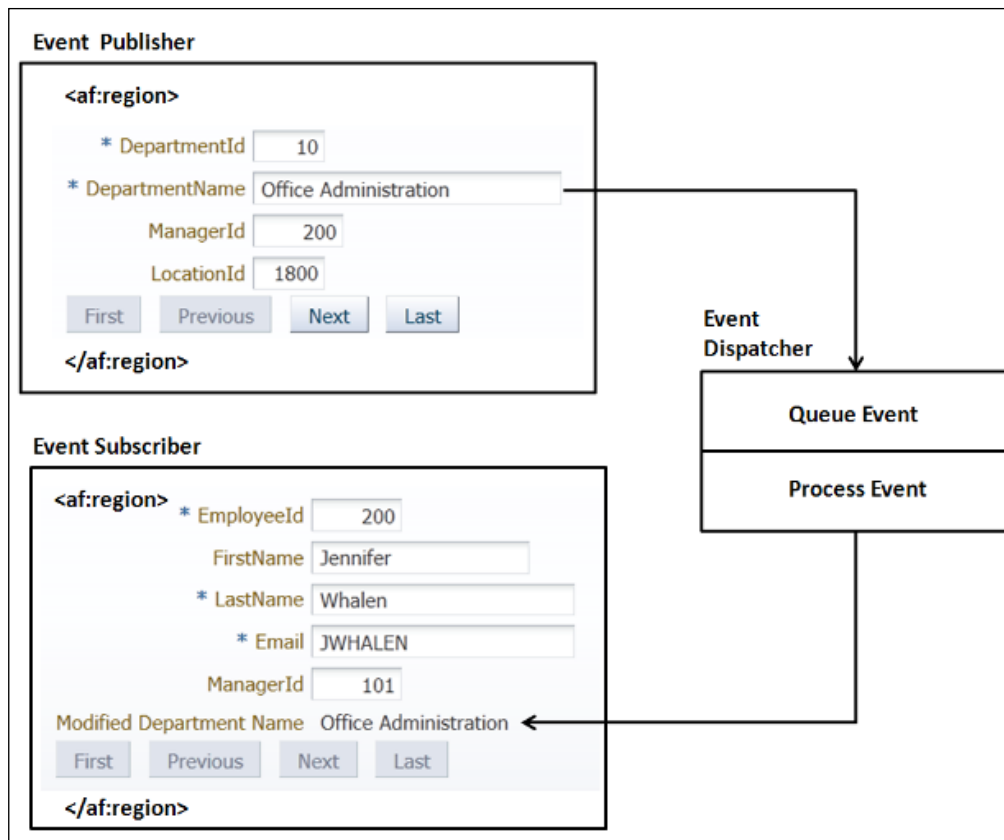 Event Publisher
<af:region>
* DepartmentId 10
* DepartmentName Office Administration
ManagerId 200
LocationId 1800
First Previous Next Last
</af:region>
Event
Dispatcher
Queue Event
Process Event
Event Subscriber
<af:region>
* EmployeeId 200
FirstName Jennifer
* LastName Whalen
* Email JWHALEN
ManagerId 101
Modified Department Name Office Administration
First Previous Next Last
</af:region>